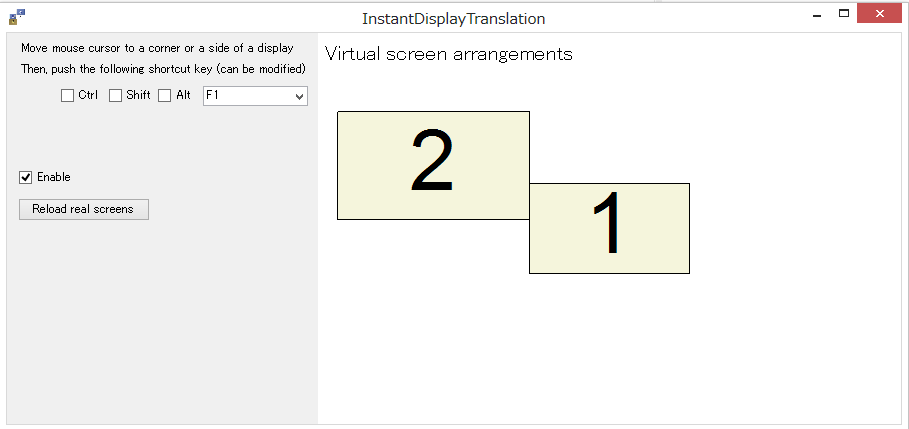 InstantDisplayTranslation
Move mouse cursor to a corner or a side of a display
Then, push the following shortcut key (can be modified)
Ctrl Shift Alt F1
Enable
Reload real screens
Virtual screen arrangements
2
1